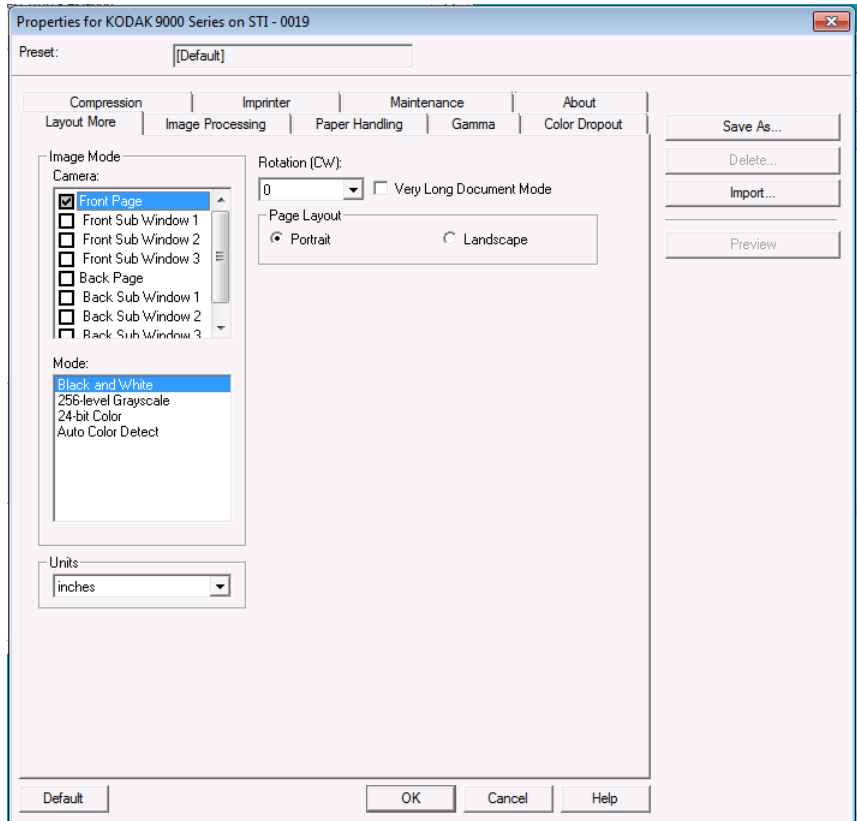 Properties for KODAK 9000 Series on STI - 0019
Preset: [Default]
Compression Imprinter Maintenance About
Layout More Image Processing Paper Handling Gamma Color Dropout
Image Mode
Camera:
Front Page
Front Sub Window 1
Front Sub Window 2
Front Sub Window 3
Back Page
Back Sub Window 1
Back Sub Window 2
Back Sub Window 3
Mode:
Black and White
256-level Grayscale
24-bit Color
Auto Color Detect
Units
inches
Rotation (CW):
0 Very Long Document Mode
Page Layout
Portrait Landscape
Save As...
Delete...
Import...
Preview
Default OK Cancel Help